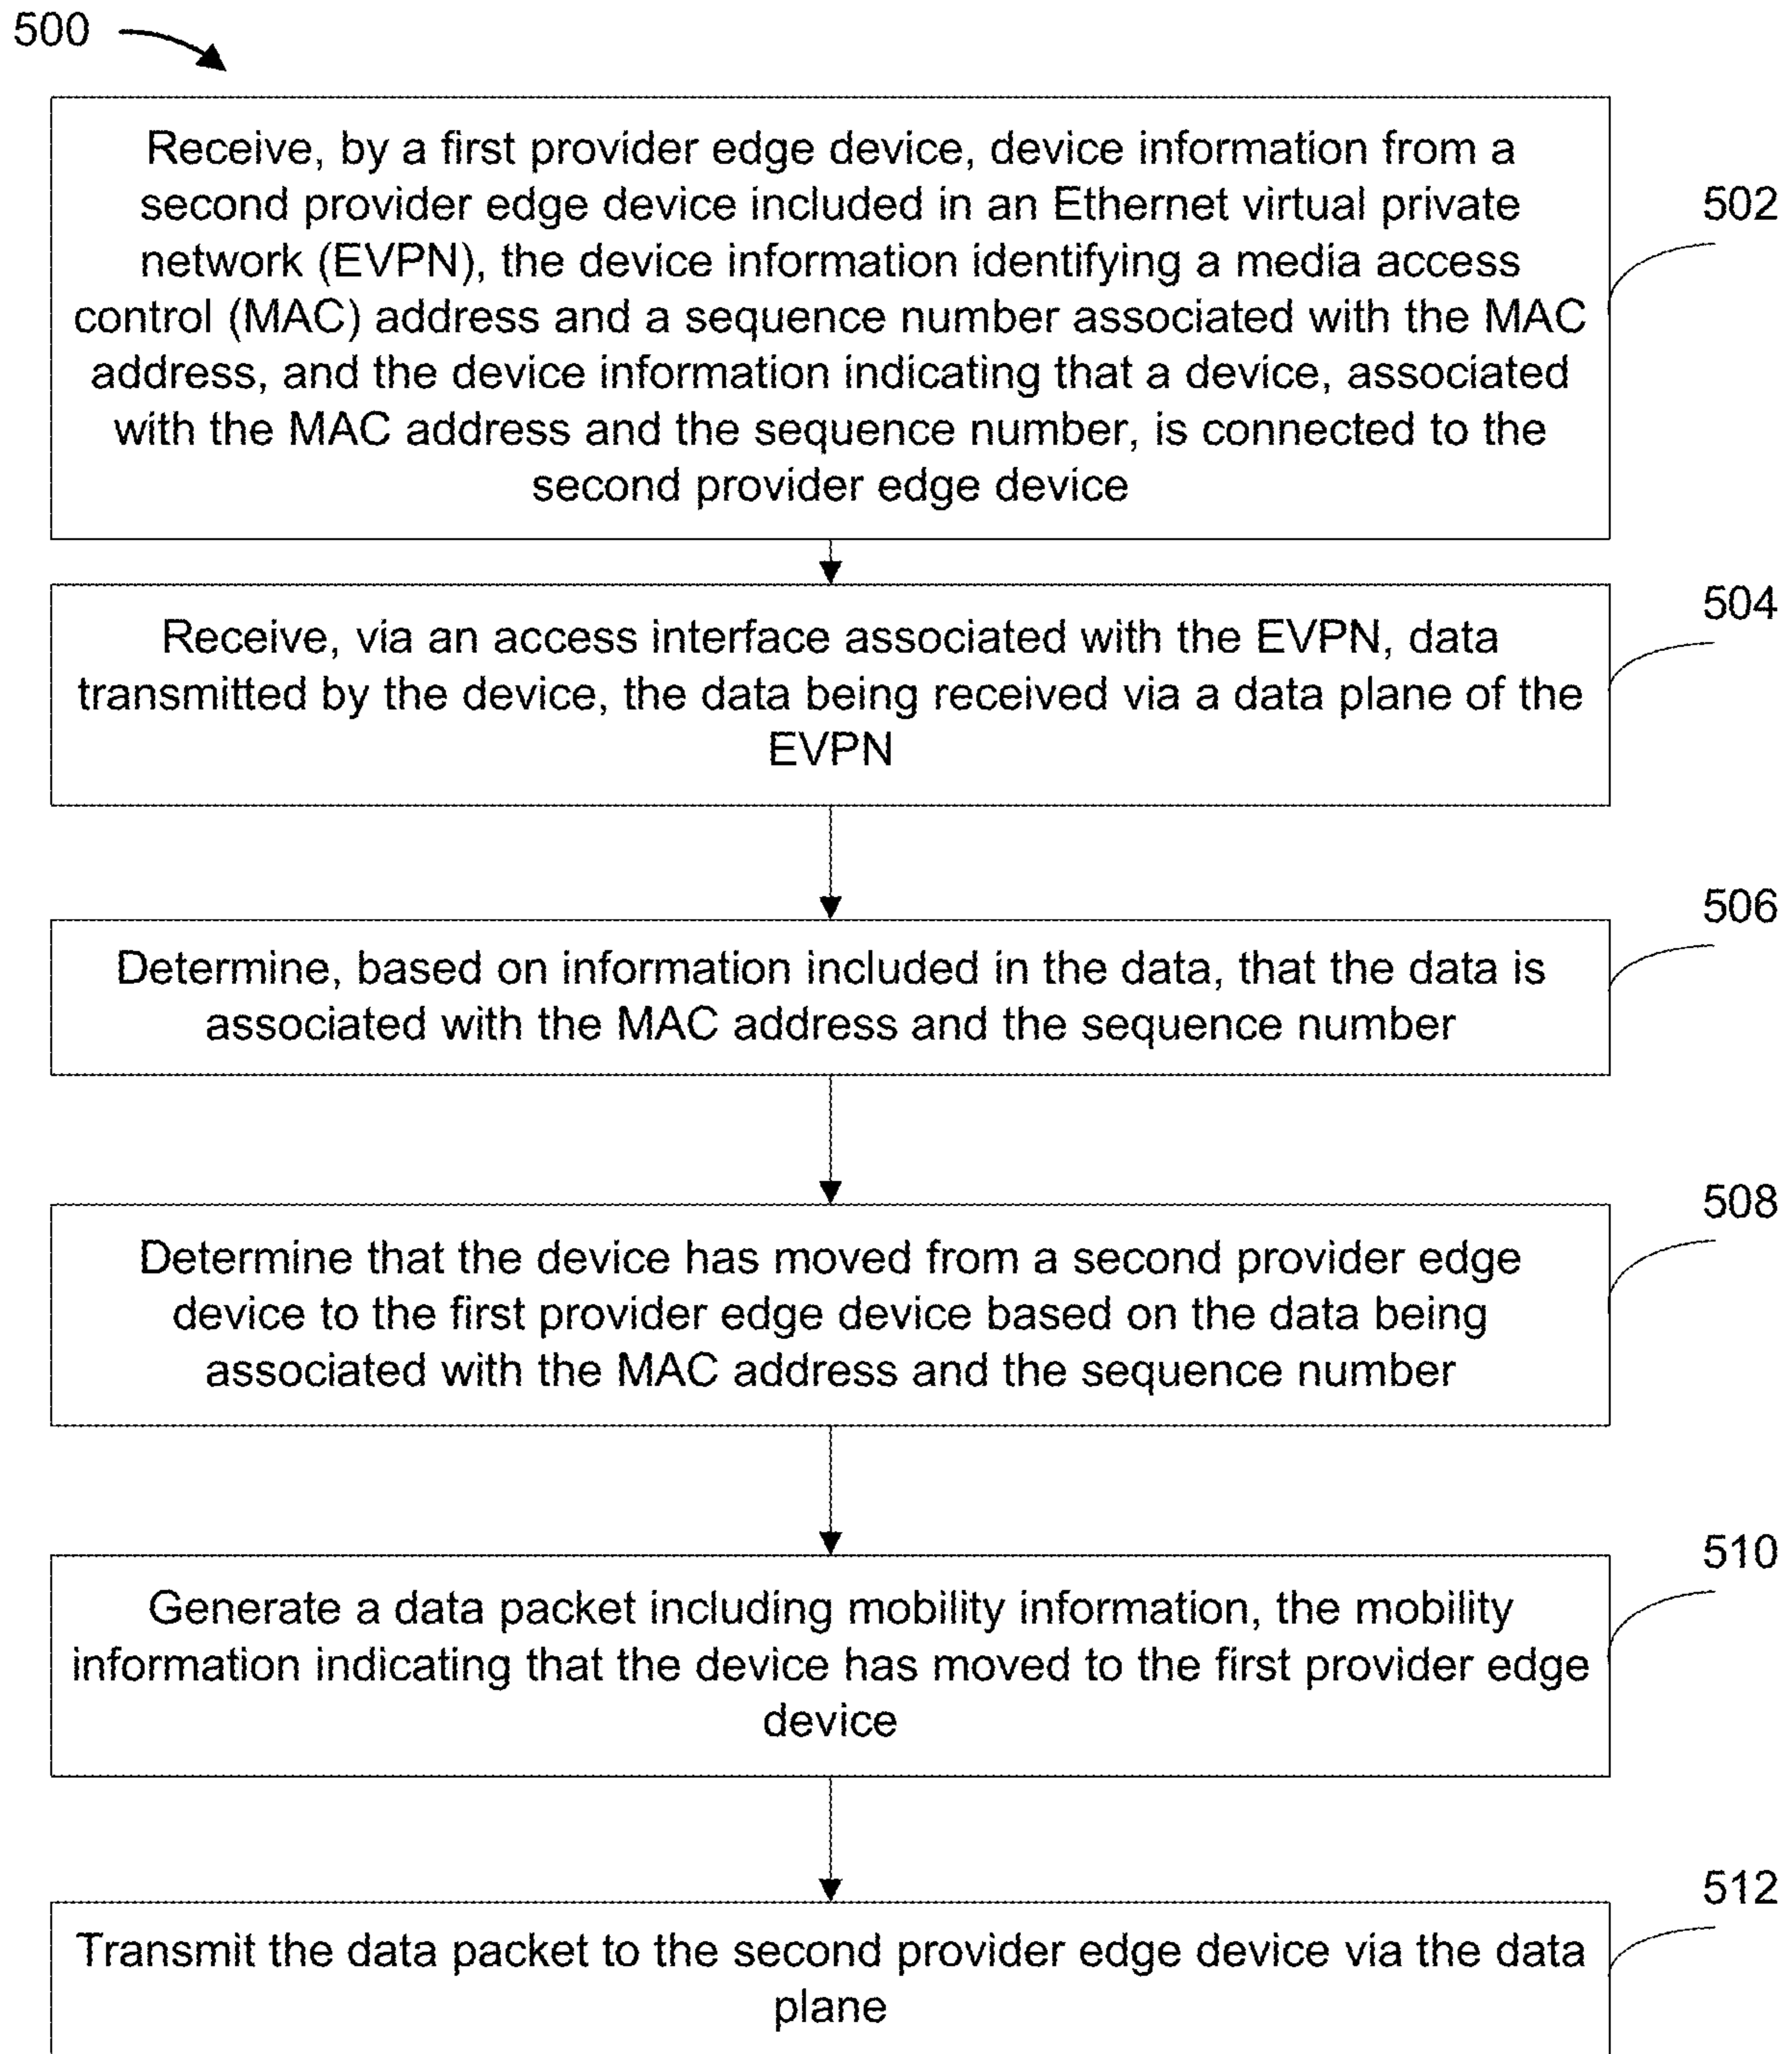 500
Receive, by a first provider edge device, device information from a
second provider edge device included in an Ethernet virtual private
network (EVPN), the device information identifying a media access
control (MAC) address and a sequence number associated with the MAC
address, and the device information indicating that a device, associated
with the MAC address and the sequence number, is connected to the
second provider edge device
502
Receive, via an access interface associated with the EVPN, data
transmitted by the device, the data being received via a data plane of the
EVPN
504
Determine, based on information included in the data, that the data is
associated with the MAC address and the sequence number
506
Determine that the device has moved from a second provider edge
device to the first provider edge device based on the data being
associated with the MAC address and the sequence number
508
Generate a data packet including mobility information, the mobility
information indicating that the device has moved to the first provider edge
device
510
Transmit the data packet to the second provider edge device via the data
plane
512